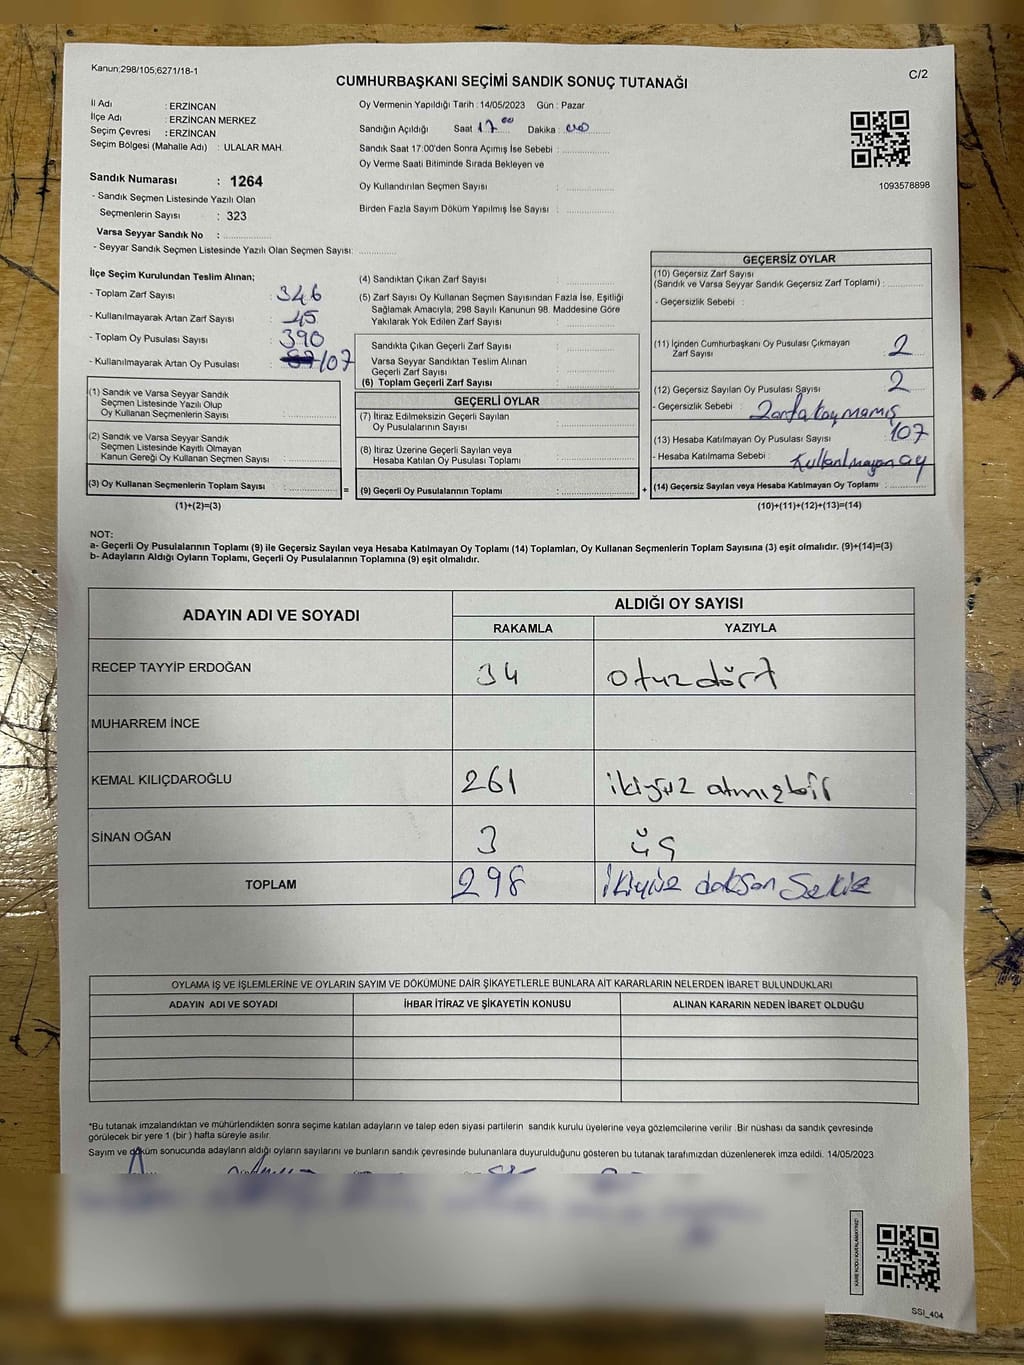 Kanun;298/105,6271/18-1
C/2
CUMHURBAŞKANI SEÇİMİ SANDIK SONUÇ TUTANAĞI
İl Adı : ERZİNCAN
İlçe Adı : ERZİNCAN MERKEZ
Seçim Çevresi : ERZİNCAN
Seçim Bölgesi (Mahalle Adı) : ULALAR MAH.
Oy Vermenin Yapıldığı Tarih : 14/05/2023 Gün : Pazar
Sandığın Açıldığı Saat 17 00 Dakika : 00
Sandık Saat 17:00'den Sonra Açımış İse Sebebi :
Oy Verme Saati Bitiminde Sırada Bekleyen ve
Oy Kullandırılan Seçmen Sayısı :
Birden Fazla Sayım Döküm Yapılmış İse Sayısı :
1093578898
Sandık Numarası : 1264
- Sandık Seçmen Listesinde Yazılı Olan
Seçmenlerin Sayısı : 323
Varsa Seyyar Sandık No :
- Seyyar Sandık Seçmen Listesinde Yazılı Olan Seçmen Sayısı:
İlçe Seçim Kurulundan Teslim Alınan;
- Toplam Zarf Sayısı : 346
- Kullanılmayarak Artan Zarf Sayısı : 45
- Toplam Oy Pusulası Sayısı : 390
- Kullanılmayarak Artan Oy Pusulası : /07
(1) Sandık ve Varsa Seyyar Sandık
Seçmen Listesinde Yazılı Olup
Oy Kullanan Seçmenlerin Sayısı :
(2) Sandık ve Varsa Seyyar Sandık
Seçmen Listesinde Kayıtlı Olmayan
Kanun Gereği Oy Kullanan Seçmen Sayısı :
(3) Oy Kullanan Seçmenlerin Toplam Sayısı : =
(1)+(2)=(3)
(4) Sandıktan Çıkan Zarf Sayısı :
(5) Zarf Sayısı Oy Kullanan Seçmen Sayısından Fazla İse, Eşitliği
Sağlamak Amacıyla, 298 Sayılı Kanunun 98. Maddesine Göre
Yakılarak Yok Edilen Zarf Sayısı :
Sandıkta Çıkan Geçerli Zarf Sayısı :
Varsa Seyyar Sandıktan Teslim Alınan
Geçerli Zarf Sayısı :
(6) Toplam Geçerli Zarf Sayısı :
GEÇERLİ OYLAR
(7) İtiraz Edilmeksizin Geçerli Sayılan
Oy Pusulalarının Sayısı :
(8) İtiraz Üzerine Geçerli Sayılan veya
Hesaba Katılan Oy Pusulası Toplamı :
(9) Geçerli Oy Pusulalarının Toplamı : +
GEÇERSİZ OYLAR
(10) Geçersiz Zarf Sayısı
(Sandık ve Varsa Seyyar Sandık Geçersiz Zarf Toplamı) :
- Geçersizlik Sebebi :
(11) İçinden Cumhurbaşkanı Oy Pusulası Çıkmayan
Zarf Sayısı : 2
(12) Geçersiz Sayılan Oy Pusulası Sayısı : 2
- Geçersizlik Sebebi : Zarfa koymamış
(13) Hesaba Katılmayan Oy Pusulası Sayısı : 107
- Hesaba Katılmama Sebebi : Kullanılmayan oy
(14) Geçersiz Sayılan veya Hesaba Katılmayan Oy Toplamı :
(10)+(11)+(12)+(13)=(14)
NOT:
a- Geçerli Oy Pusulalarının Toplamı (9) ile Geçersiz Sayılan veya Hesaba Katılmayan Oy Toplamı (14) Toplamları, Oy Kullanan Seçmenlerin Toplam Sayısına (3) eşit olmalıdır. (9)+(14)=(3)
b- Adayların Aldığı Oyların Toplamı, Geçerli Oy Pusulalarının Toplamına (9) eşit olmalıdır.
ADAYIN ADI VE SOYADI
ALDIĞI OY SAYISI
RAKAMLA YAZIYLA
RECEP TAYYİP ERDOĞAN 34 otuzdört
MUHARREM İNCE
KEMAL KILIÇDAROĞLU 261 ikiyüz atmışbir
SİNAN OĞAN 3 üç
TOPLAM 298 ikiyüz doksan Sekiz
OYLAMA İŞ VE İŞLEMLERİNE VE OYLARIN SAYIM VE DÖKÜMÜNE DAİR ŞİKAYETLERLE BUNLARA AİT KARARLARIN NELERDEN İBARET BULUNDUKLARI
ADAYIN ADI VE SOYADI İHBAR İTİRAZ VE ŞİKAYETİN KONUSU ALINAN KARARIN NEDEN İBARET OLDUĞU
*Bu tutanak imzalandıktan ve mühürlendikten sonra seçime katılan adayların ve talep eden siyasi partilerin sandık kurulu üyelerine veya gözlemcilerine verilir .Bir nüshası da sandık çevresinde
görülecek bir yere 1 (bir ) hafta süreyle asılır.
Sayım ve döküm sonucunda adayların aldığı oyların sayılarını ve bunların sandık çevresinde bulunanlara duyurulduğunu gösteren bu tutanak tarafımızdan düzenlenerek imza edildi. 14/05/2023
KARE KODU KARALAMAYINIZ!
SSI_404